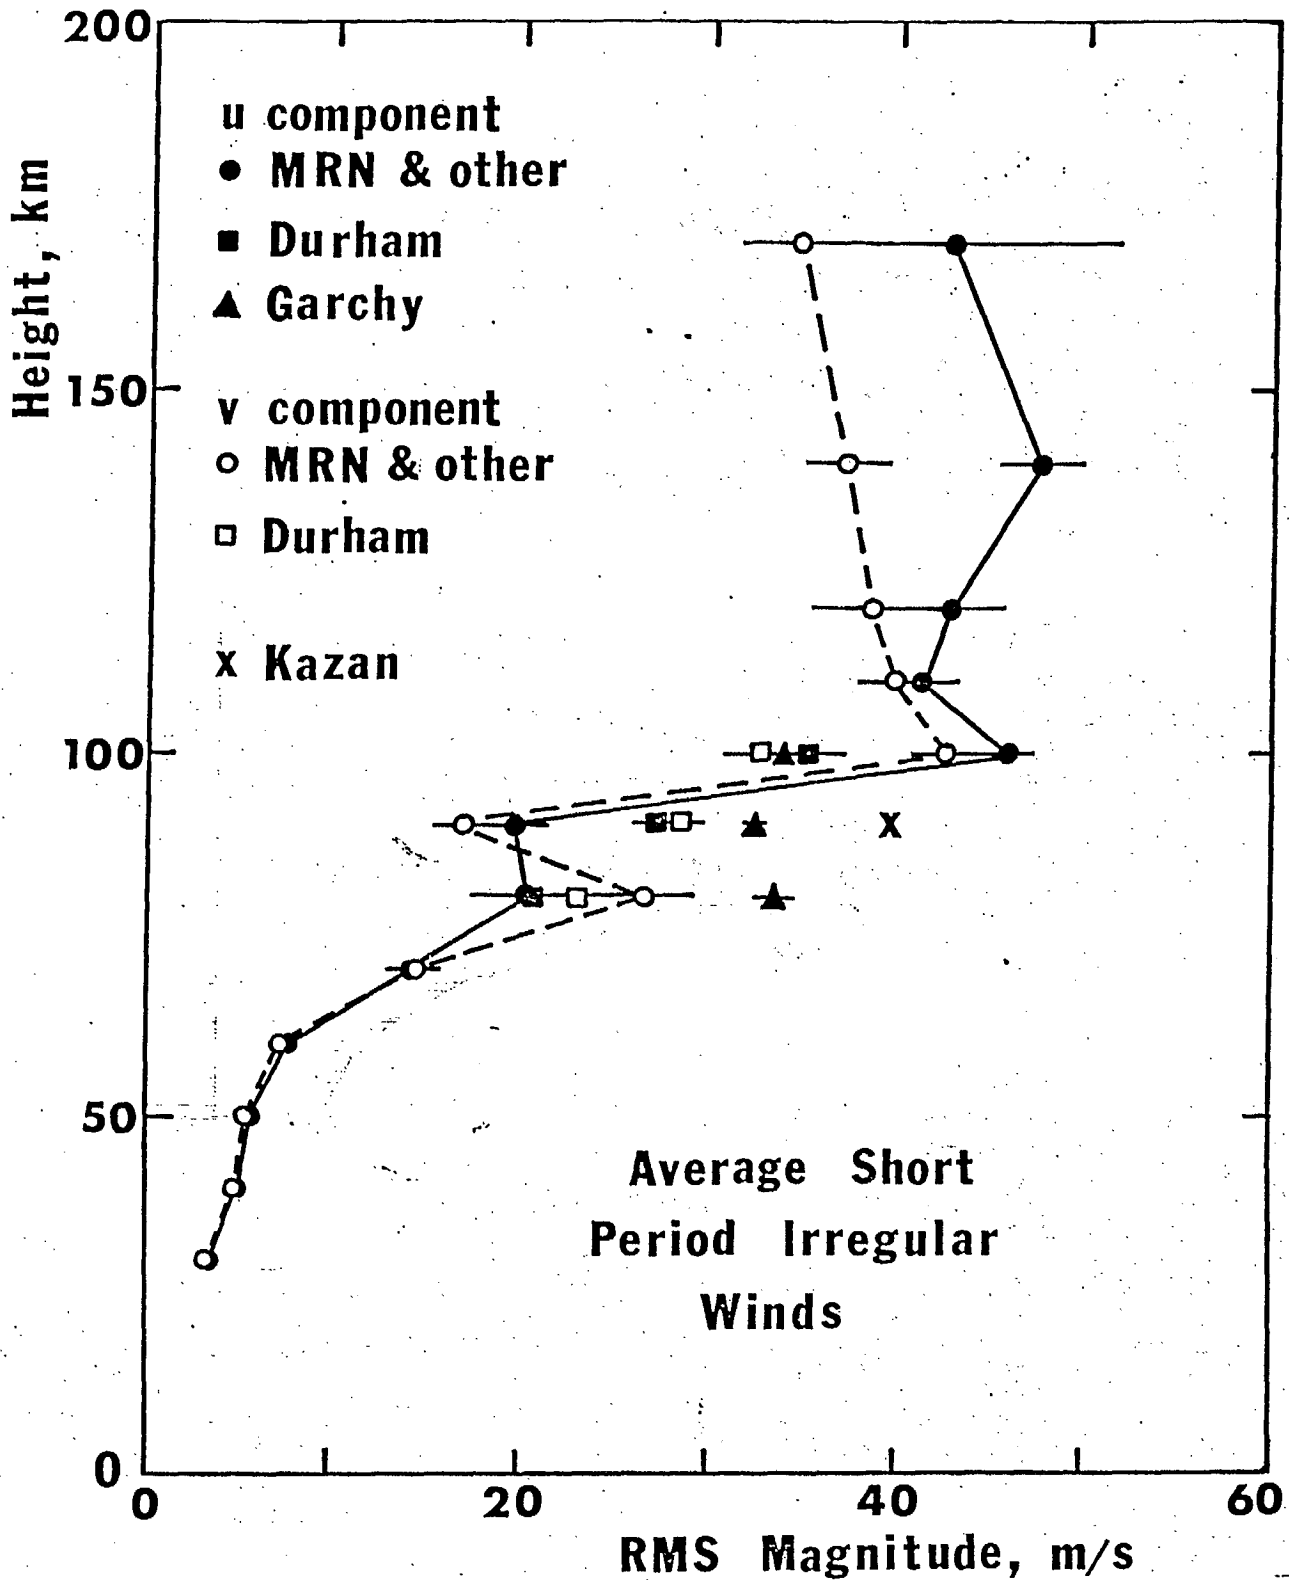 200
u component
● MRN & other
■ Durham
▲ Garchy
Height, km
150
v component
○ MRN & other
□ Durham
x Kazan
100
50
Average Short
Period Irregular
Winds
0
0 20 40 60
RMS Magnitude, m/s